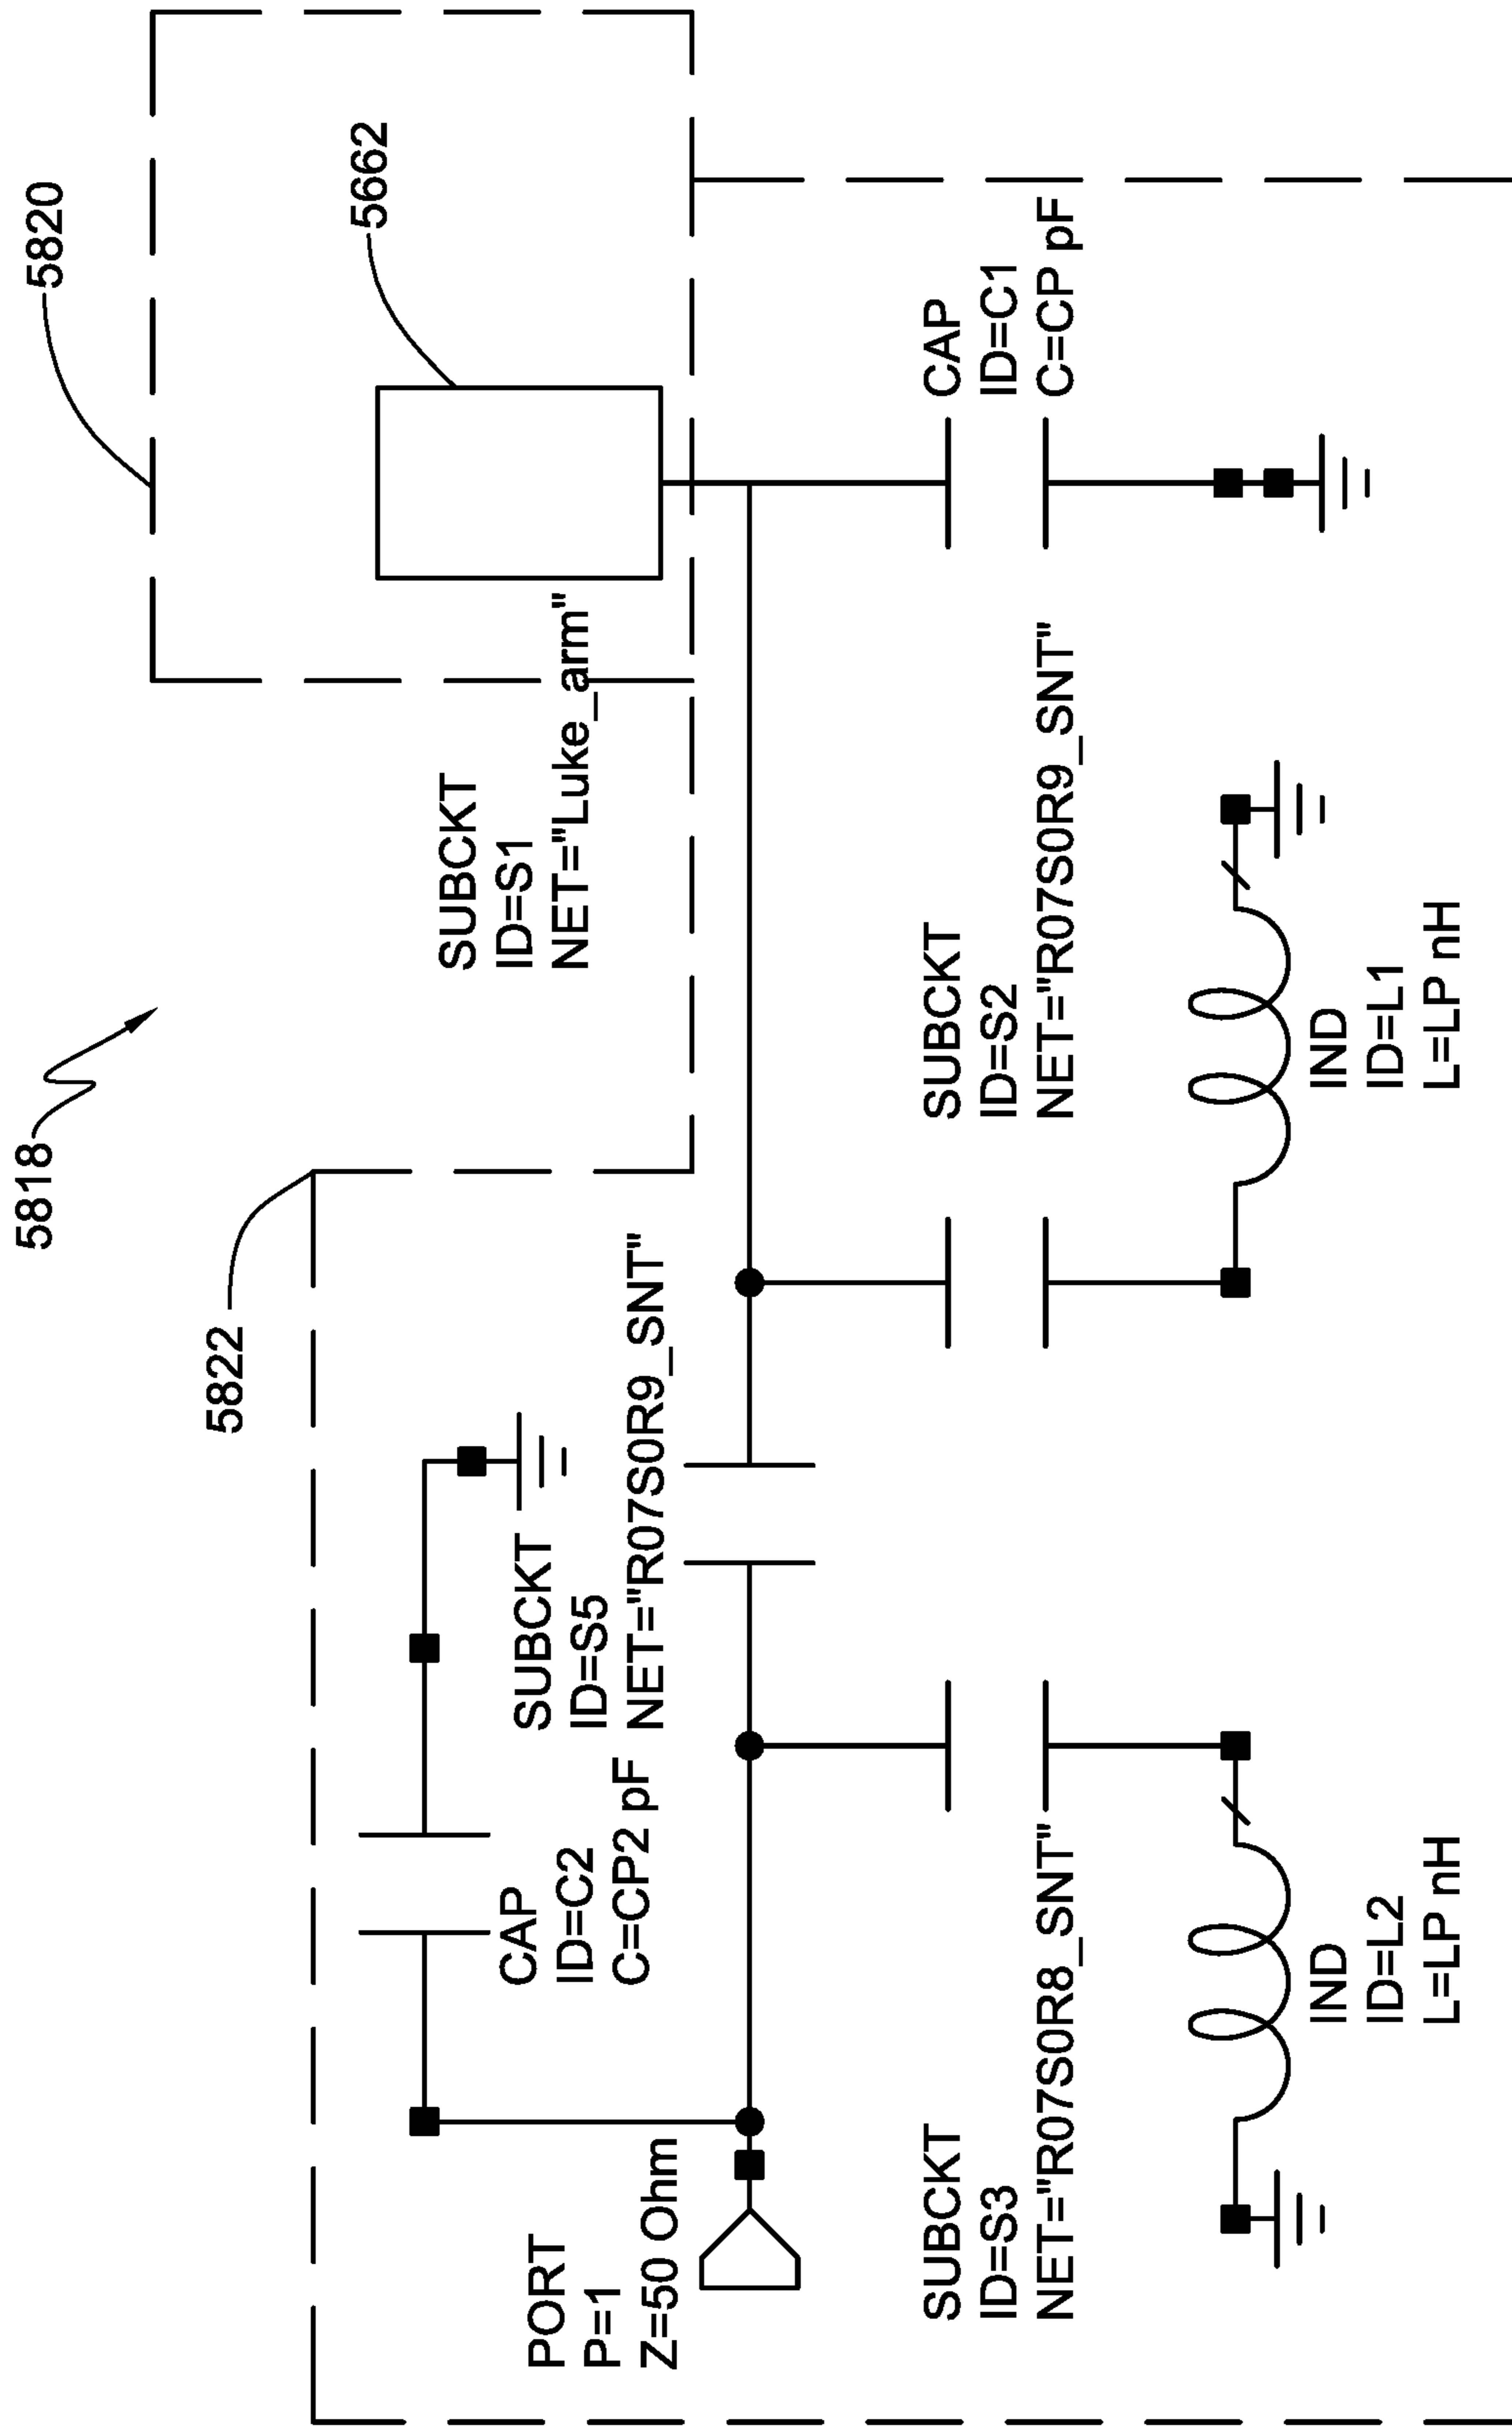 5818
5820
5822
5662
SUBCKT
ID=S1
NET="Luke_arm"
SUBCKT
ID=S5
NET="R07S0R9_SNT"
CAP
ID=C2
C=CP2 pF
PORT
P=1
Z=50 Ohm
SUBCKT
ID=S3
NET="R07S0R8_SNT"
SUBCKT
ID=S2
NET="R07S0R9_SNT"
CAP
ID=C1
C=CP pF
IND
ID=L2
L=LP nH
IND
ID=L1
L=LP nH